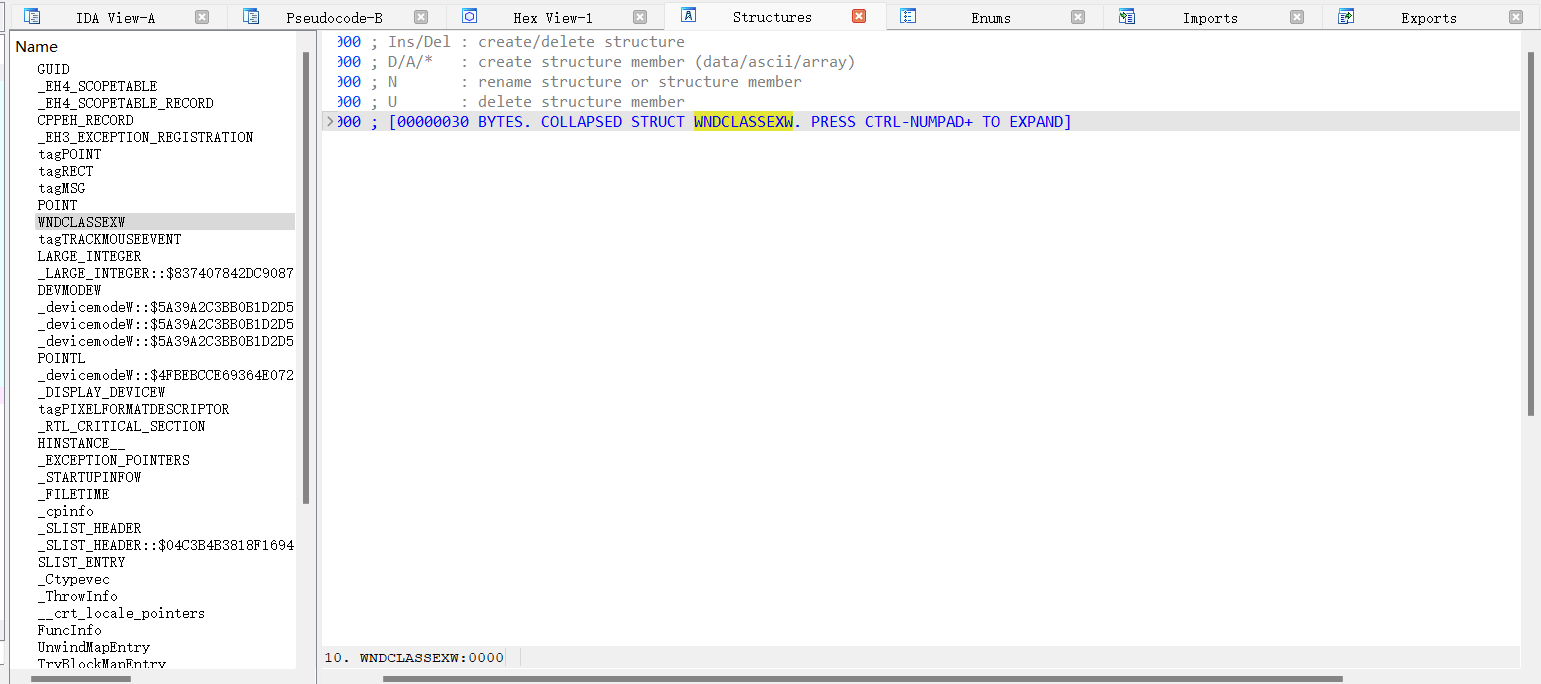 IDA View-A
Pseudocode-B
Hex View-1
Structures
Enums
Imports
Exports
Name
GUID
_EH4_SCOPETABLE
_EH4_SCOPETABLE_RECORD
CPPEH_RECORD
_EH3_EXCEPTION_REGISTRATION
tagPOINT
tagRECT
tagMSG
POINT
WNDCLASSEXW
tagTRACKMOUSEEVENT
LARGE_INTEGER
_LARGE_INTEGER::$837407842DC9087
DEVMODEW
_devicemodeW::$5A39A2C3BB0B1D2D5
_devicemodeW::$5A39A2C3BB0B1D2D5
_devicemodeW::$5A39A2C3BB0B1D2D5
POINTL
_devicemodeW::$4FBEBCCE69364E072
_DISPLAY_DEVICEW
tagPIXELFORMATDESCRIPTOR
_RTL_CRITICAL_SECTION
HINSTANCE__
_EXCEPTION_POINTERS
_STARTUPINFOW
_FILETIME
_cpinfo
_SLIST_HEADER
_SLIST_HEADER::$04C3B4B3818F1694
SLIST_ENTRY
_Ctypevec
_ThrowInfo
__crt_locale_pointers
FuncInfo
UnwindMapEntry
TryBlockMapEntry
000 ; Ins/Del : create/delete structure
000 ; D/A/*   : create structure member (data/ascii/array)
000 ; N       : rename structure or structure member
000 ; U       : delete structure member
000 ; [00000030 BYTES. COLLAPSED STRUCT WNDCLASSEXW. PRESS CTRL-NUMPAD+ TO EXPAND]
10. WNDCLASSEXW:0000